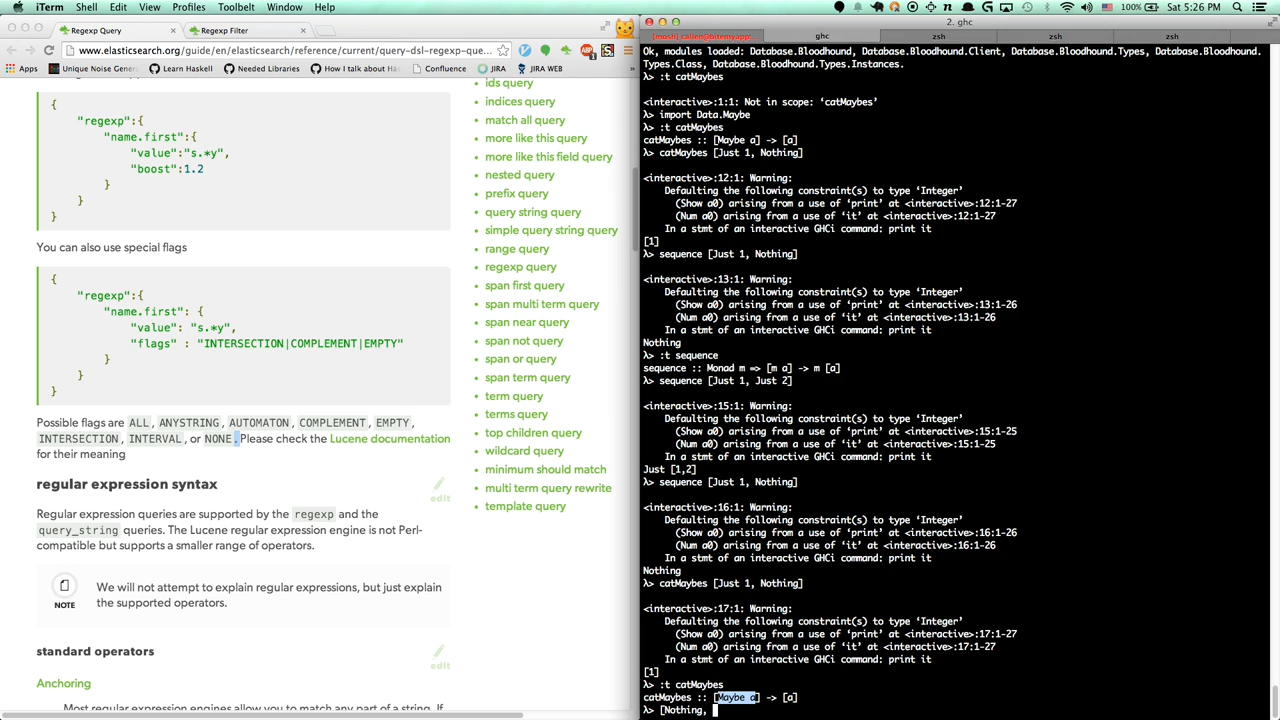 iTerm Shell Edit View Profiles Toolbelt Window Help
100% Sat 5:26 PM
Regexp Query
Regexp Filter
www.elasticsearch.org/guide/en/elasticsearch/reference/current/query-dsl-regexp-que...
Apps Unique Noise Gener Learn Haskell Needed Libraries How I talk about Has Confluence JIRA JIRA WEB »
{
"regexp":{
"name.first":{
"value":"s.*y",
"boost":1.2
}
}
}
You can also use special flags
{
"regexp":{
"name.first": {
"value": "s.*y",
"flags" : "INTERSECTION|COMPLEMENT|EMPTY"
}
}
}
Possible flags are ALL, ANYSTRING, AUTOMATON, COMPLEMENT, EMPTY,
INTERSECTION, INTERVAL, or NONE. Please check the Lucene documentation
for their meaning
regular expression syntax
edit
Regular expression queries are supported by the regexp and the
query_string queries. The Lucene regular expression engine is not Perl-
compatible but supports a smaller range of operators.
NOTE
We will not attempt to explain regular expressions, but just explain
the supported operators.
standard operators
edit
Anchoring
Most regular expression engines allow you to match any part of a string. If
ids query
indices query
match all query
more like this query
more like this field query
nested query
prefix query
query string query
simple query string query
range query
regexp query
span first query
span multi term query
span near query
span not query
span or query
span term query
term query
terms query
top children query
wildcard query
minimum should match
multi term query rewrite
template query
2. ghc
[mosh] callen@bitemyapp:
ghc
zsh
zsh
zsh
Ok, modules loaded: Database.Bloodhound, Database.Bloodhound.Client, Database.Bloodhound.Types, Database.Bloodhound.
Types.Class, Database.Bloodhound.Types.Instances.
λ> :t catMaybes
<interactive>:1:1: Not in scope: ‘catMaybes’
λ> import Data.Maybe
λ> :t catMaybes
catMaybes :: [Maybe a] -> [a]
λ> catMaybes [Just 1, Nothing]
<interactive>:12:1: Warning:
Defaulting the following constraint(s) to type ‘Integer’
(Show a0) arising from a use of ‘print’ at <interactive>:12:1-27
(Num a0) arising from a use of ‘it’ at <interactive>:12:1-27
In a stmt of an interactive GHCi command: print it
[1]
λ> sequence [Just 1, Nothing]
<interactive>:13:1: Warning:
Defaulting the following constraint(s) to type ‘Integer’
(Show a0) arising from a use of ‘print’ at <interactive>:13:1-26
(Num a0) arising from a use of ‘it’ at <interactive>:13:1-26
In a stmt of an interactive GHCi command: print it
Nothing
λ> :t sequence
sequence :: Monad m => [m a] -> m [a]
λ> sequence [Just 1, Just 2]
<interactive>:15:1: Warning:
Defaulting the following constraint(s) to type ‘Integer’
(Show a0) arising from a use of ‘print’ at <interactive>:15:1-25
(Num a0) arising from a use of ‘it’ at <interactive>:15:1-25
In a stmt of an interactive GHCi command: print it
Just [1,2]
λ> sequence [Just 1, Nothing]
<interactive>:16:1: Warning:
Defaulting the following constraint(s) to type ‘Integer’
(Show a0) arising from a use of ‘print’ at <interactive>:16:1-26
(Num a0) arising from a use of ‘it’ at <interactive>:16:1-26
In a stmt of an interactive GHCi command: print it
Nothing
λ> catMaybes [Just 1, Nothing]
<interactive>:17:1: Warning:
Defaulting the following constraint(s) to type ‘Integer’
(Show a0) arising from a use of ‘print’ at <interactive>:17:1-27
(Num a0) arising from a use of ‘it’ at <interactive>:17:1-27
In a stmt of an interactive GHCi command: print it
[1]
λ> :t catMaybes
catMaybes :: [Maybe a] -> [a]
λ> [Nothing,